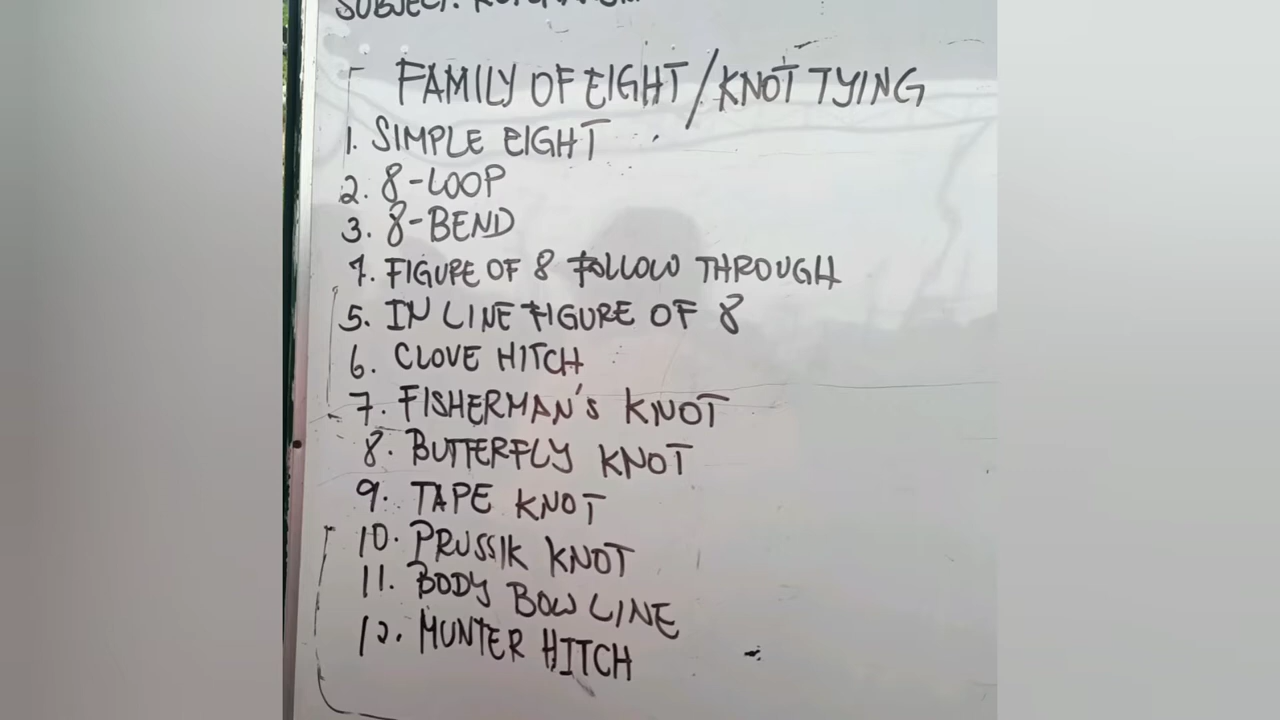 SUBJECT:
FAMILY OF EIGHT/KNOT TYING
1. SIMPLE EIGHT
2. 8-LOOP
3. 8-BEND
4. FIGURE OF 8 FOLLOW THROUGH
5. IN LINE FIGURE OF 8
6. CLOVE HITCH
7. FISHERMAN'S KNOT
8. BUTTERFLY KNOT
9. TAPE KNOT
10. PRUSSIK KNOT
11. BODY BOW LINE
12. MUNTER HITCH